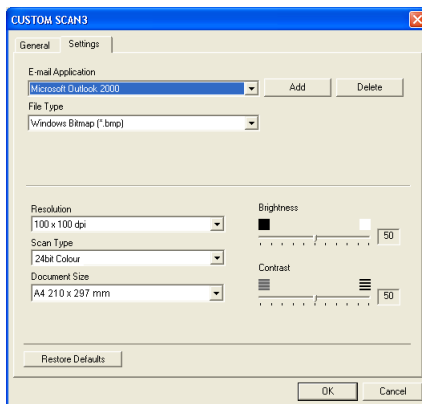 CUSTOM SCAN3
General Settings
E-mail Application
Microsoft Outlook 2000 Add Delete
File Type
Windows Bitmap (*.bmp)
Resolution Brightness
100 x 100 dpi
50
Scan Type
24bit Colour
Document Size Contrast
A4 210 x 297 mm 50
Restore Defaults
OK Cancel